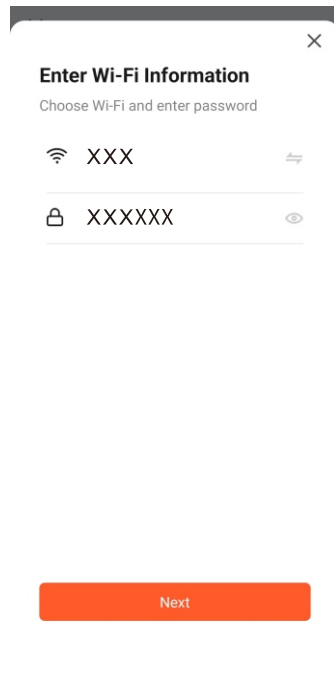 Enter Wi-Fi Information
Choose Wi-Fi and enter password
XXX
XXXXXX
Next